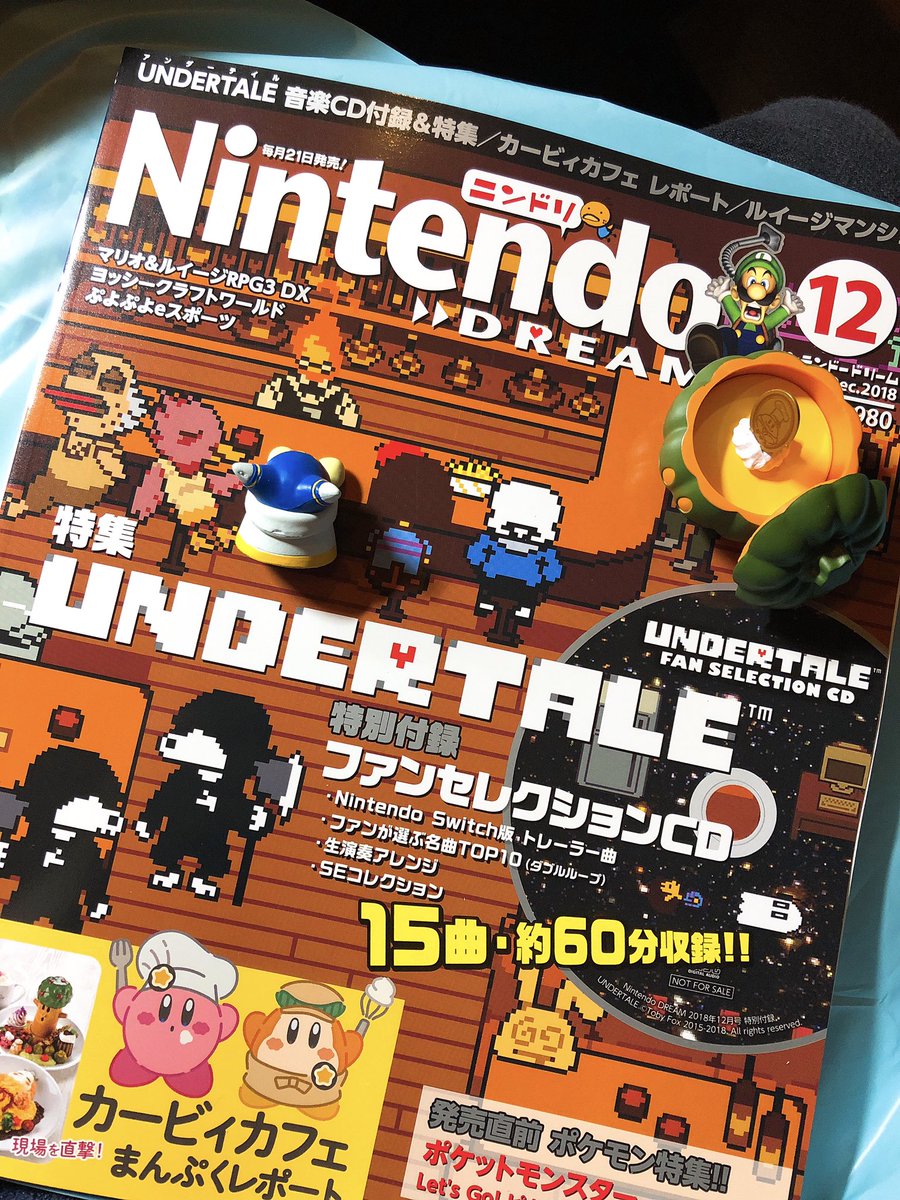 アンダーテイル
UNDERTALE 音楽CD付録&特集/カービィカフェ レポート/ルイージマンシ
毎月21日発売!
Nintendo
ニンドリ
DREAM
マリオ&ルイージRPG3 DX
ヨッシークラフトワールド
ぷよぷよeスポーツ
12
ンドードリーム
ec.2018
980
特集
UNDERTALE™
UNDERTALE™
FAN SELECTION CD
特別付録
ファンセレクションCD
・Nintendo Switch版、トレーラー曲
・ファンが選ぶ名曲TOP10(ダブルループ)
・生演奏アレンジ
・SEコレクション
15曲・約60分収録!!
DIGITAL AUDIO
NOT FOR SALE
Nintendo DREAM 2018年12月号 特別付録。
UNDERTALE ©Toby Fox 2015-2018. All rights reserved.
現場を直撃!
カービィカフェ
まんぷくレポート
発売直前 ポケモン特集!!
ポケットモンスター
Let's Go!